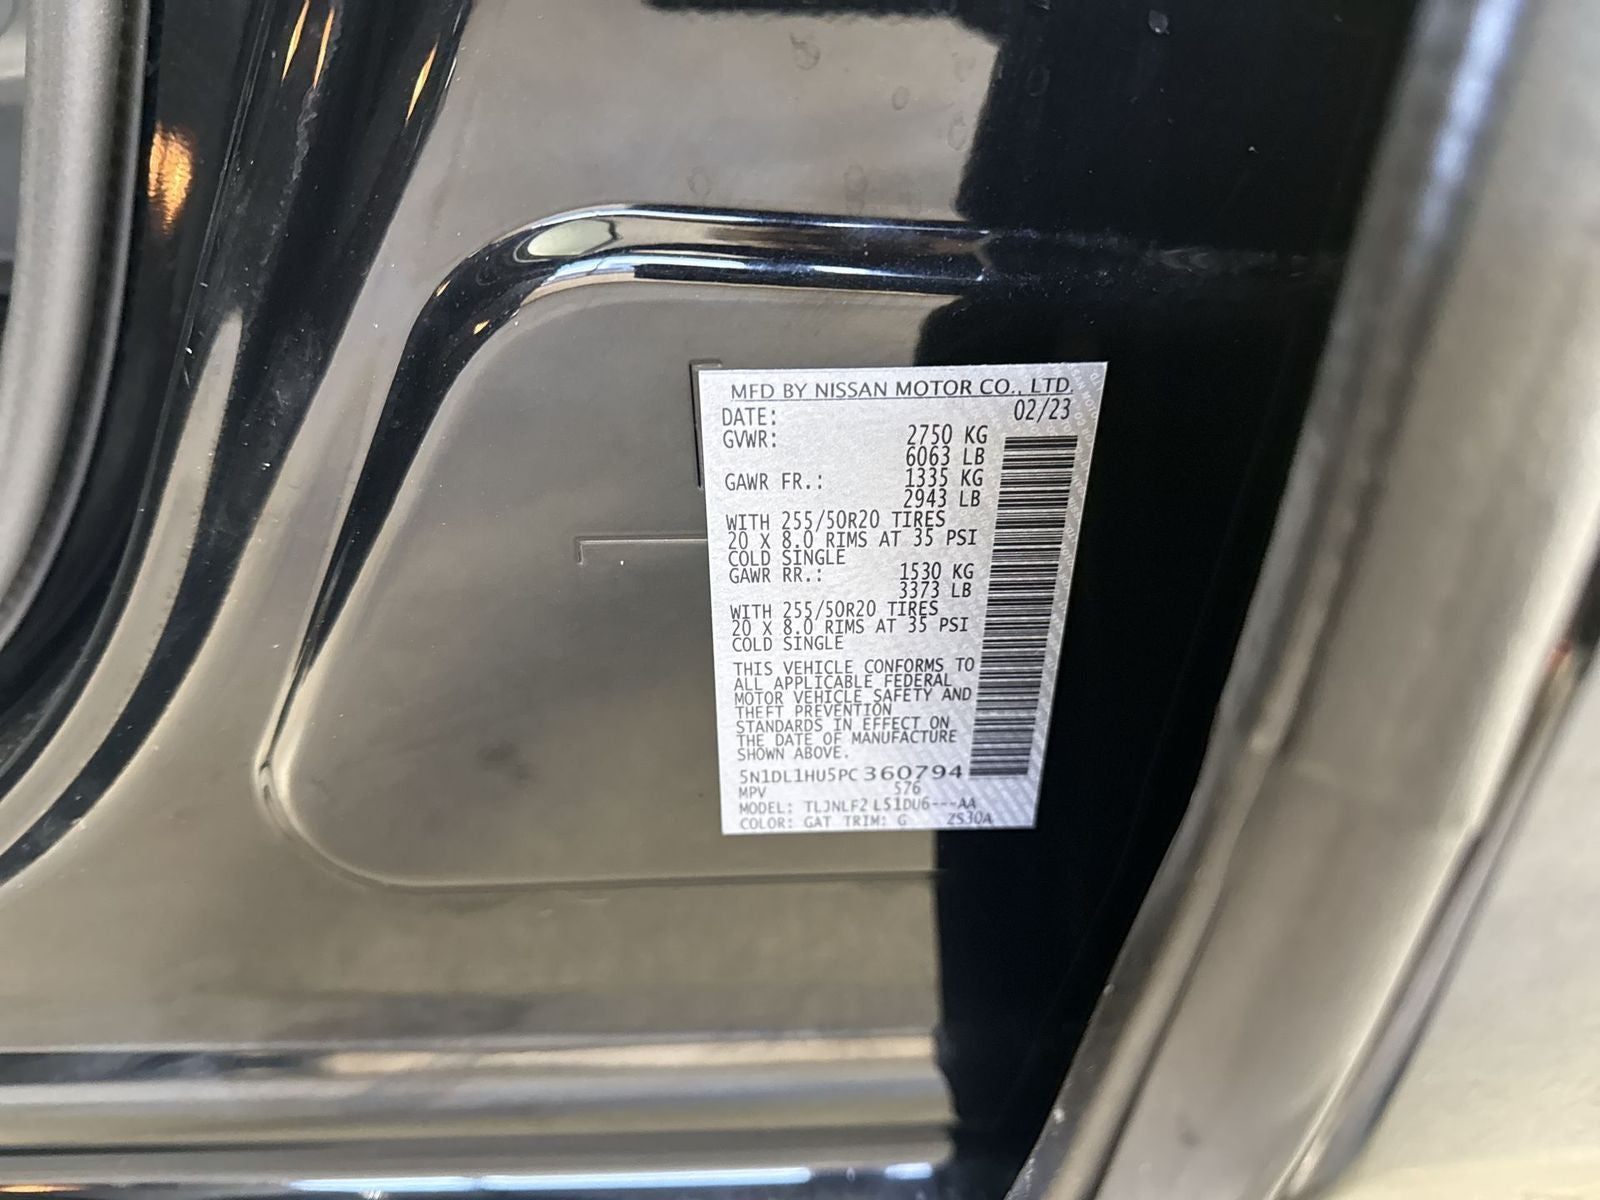 MFD BY NISSAN MOTOR CO., LTD.
DATE: 02/23
GVWR: 2750 KG
6063 LB
GAWR FR.: 1335 KG
2943 LB
WITH 255/50R20 TIRES
20 X 8.0 RIMS AT 35 PSI
COLD SINGLE
GAWR RR.: 1530 KG
3373 LB
WITH 255/50R20 TIRES
20 X 8.0 RIMS AT 35 PSI
COLD SINGLE
THIS VEHICLE CONFORMS TO
ALL APPLICABLE FEDERAL
MOTOR VEHICLE SAFETY AND
THEFT PREVENTION
STANDARDS IN EFFECT ON
THE DATE OF MANUFACTURE
SHOWN ABOVE.
5N1DL1HU5PC360794
MPV 576
MODEL: TLJNLF2 L51DU6---AA
COLOR: GAT TRIM: G ZS30A